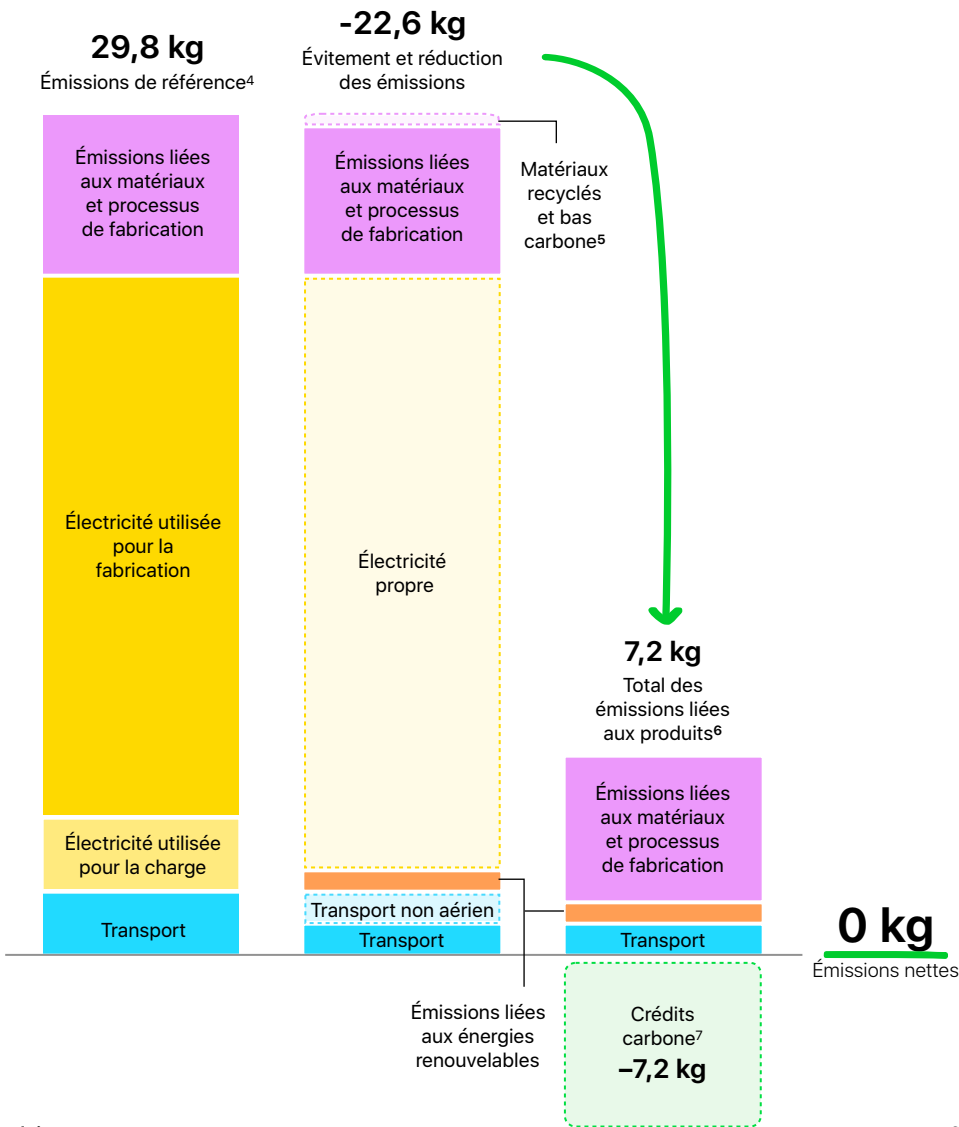 29,8 kg
Émissions de référence⁴
Émissions liées
aux matériaux
et processus
de fabrication
Électricité utilisée
pour la
fabrication
Électricité utilisée
pour la charge
Transport
-22,6 kg
Évitement et réduction
des émissions
Émissions liées
aux matériaux
et processus
de fabrication
Matériaux
recyclés
et bas
carbone⁵
Électricité
propre
Transport non aérien
Transport
Émissions liées
aux énergies
renouvelables
7,2 kg
Total des
émissions liées
aux produits⁶
Émissions liées
aux matériaux
et processus
de fabrication
Transport
Crédits
carbone⁷
–7,2 kg
0 kg
Émissions nettes